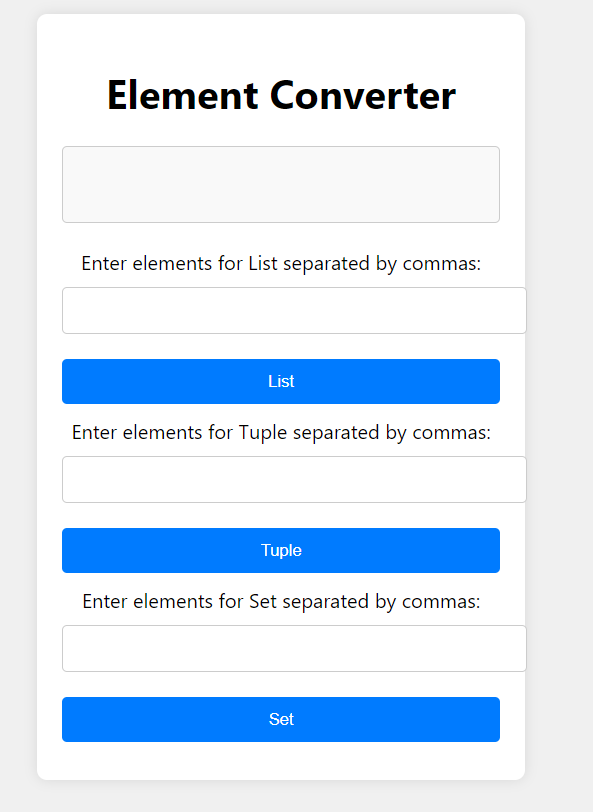 Element Converter
Enter elements for List separated by commas:
List
Enter elements for Tuple separated by commas:
Tuple
Enter elements for Set separated by commas:
Set